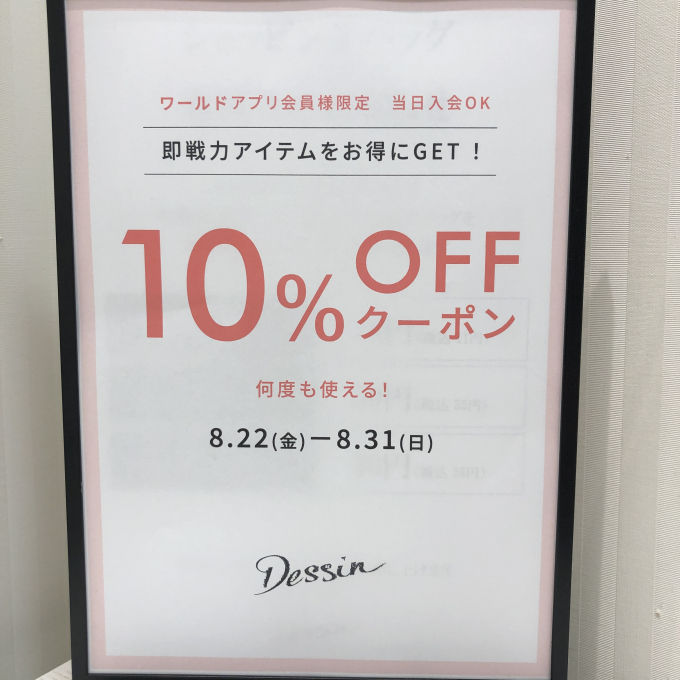 ワールドアプリ会員様限定　当日入会OK
即戦力アイテムをお得にGET！
10%OFF
クーポン
何度も使える！
8.22(金)ー8.31(日)
Dessin